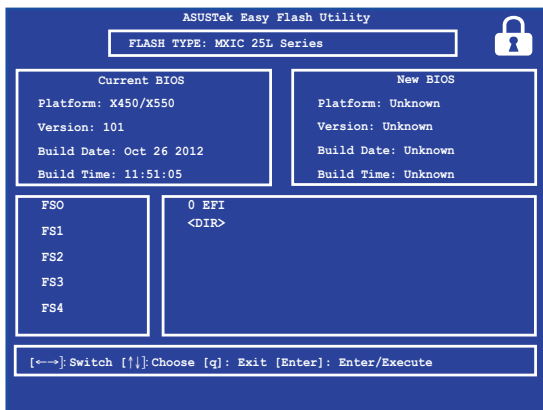 ASUSTek Easy Flash Utility
FLASH TYPE: MXIC 25L Series
Current BIOS
Platform: X450/X550
Version: 101
Build Date: Oct 26 2012
Build Time: 11:51:05
New BIOS
Platform: Unknown
Version: Unknown
Build Date: Unknown
Build Time: Unknown
FSO
FS1
FS2
FS3
FS4
0 EFI
<DIR>
[←→]: Switch [↑↓]: Choose [q]: Exit [Enter]: Enter/Execute